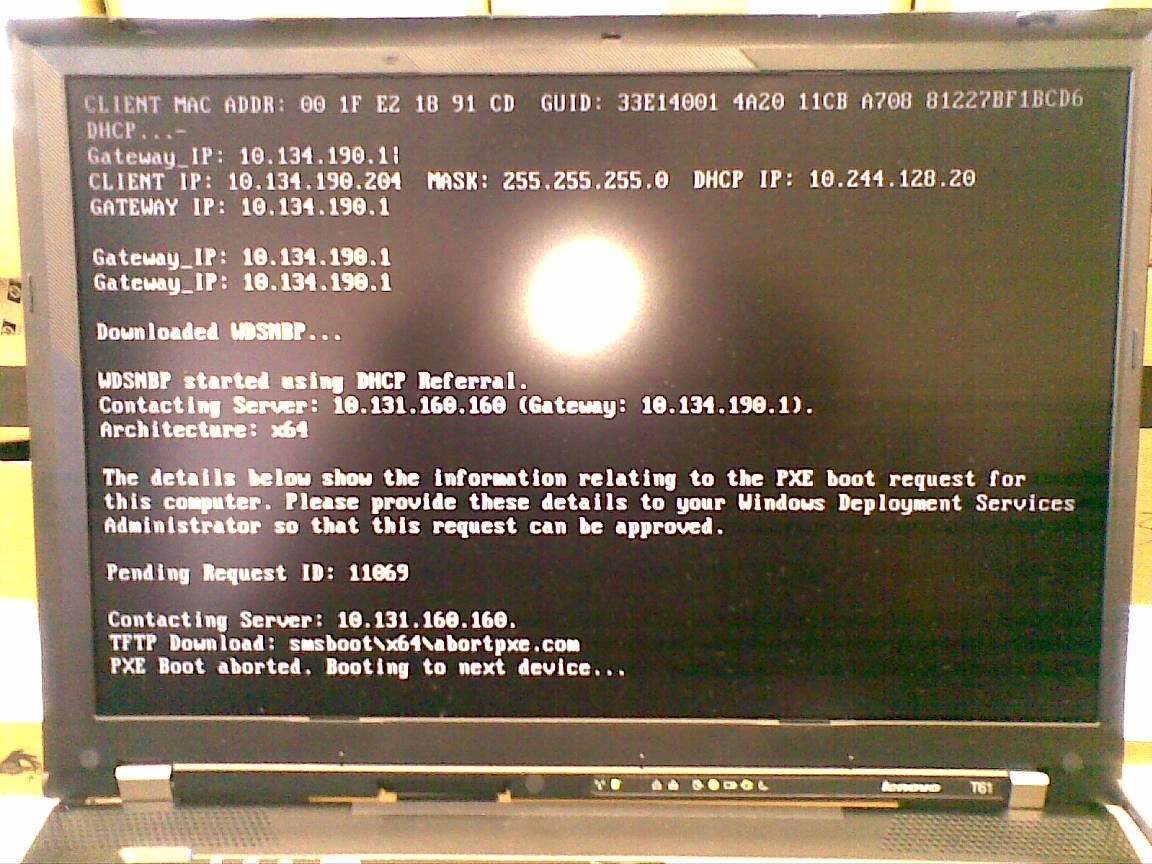 CLIENT MAC ADDR: 00 1F E2 18 91 CD  GUID: 33E14001 4A20 11CB A708 81227BF1BCD6
DHCP...-
Gateway_IP: 10.134.190.1|
CLIENT IP: 10.134.190.204  MASK: 255.255.255.0  DHCP IP: 10.244.128.20
GATEWAY IP: 10.134.190.1
Gateway_IP: 10.134.190.1
Gateway_IP: 10.134.190.1
Downloaded WDSNBP...
WDSNBP started using DHCP Referral.
Contacting Server: 10.131.160.160 (Gateway: 10.134.190.1).
Architecture: x64
The details below show the information relating to the PXE boot request for
this computer. Please provide these details to your Windows Deployment Services
Administrator so that this request can be approved.
Pending Request ID: 11069
Contacting Server: 10.131.160.160.
TFTP Download: smsboot\x64\abortpxe.com
PXE Boot aborted. Booting to next device...
lenovo T61